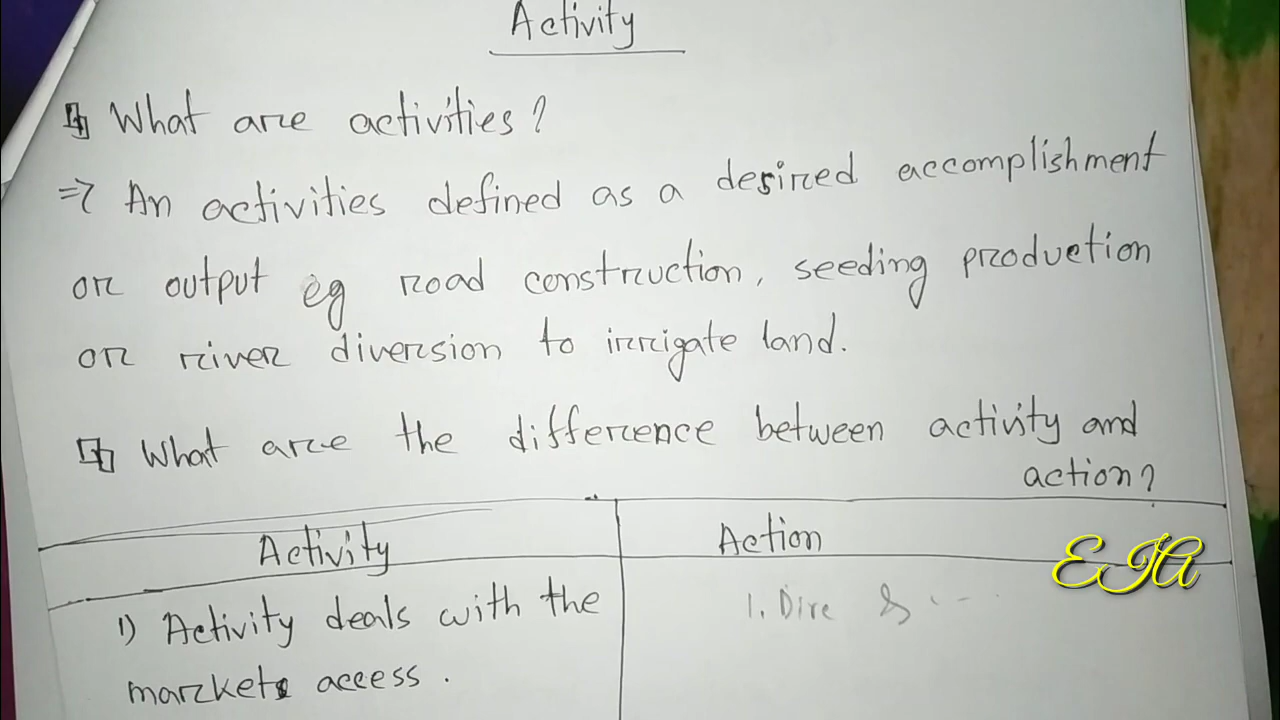 Activity
What are activities?
⇒ An activities defined as a desired accomplishment
or output eg road construction, seeding production
or river diversion to irrigate land.
What are the difference between activity and
action?
Activity
Action
EIA
1) Activity deals with the
markets access.
1. Dire &